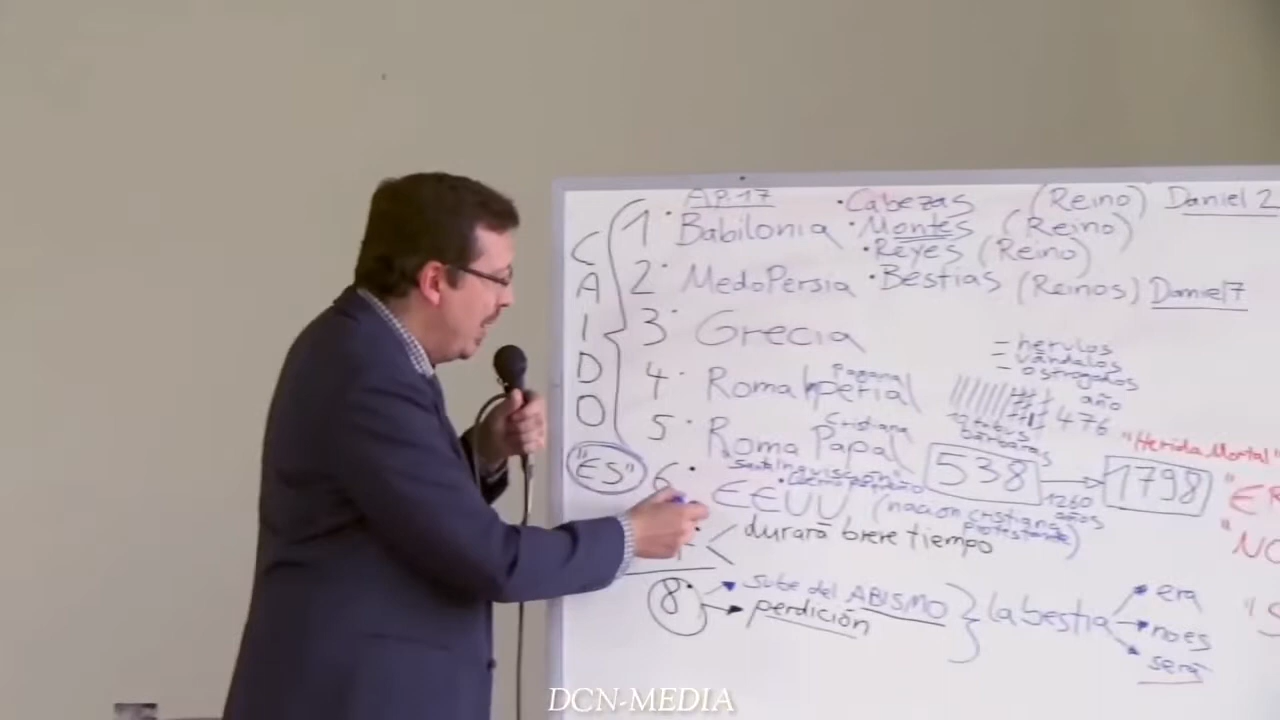 Ap. 17 • Cabezas (Reino) Daniel 2
1• Babilonia • Montes (Reino)
• Reyes (Reino)
2• MedoPersia • Bestias (Reinos) Daniel 7
3• Grecia
= herulos
= vándalos
= ostrogodos
4• Roma Imperial
Pagana
año
476
bárbaras
5• Roma Papal
Cristiana
538
1260 años
1798
"Herida Mortal"
CAIDO
"ES" 6•
EEUU (nación cristiana
protestante)
durará breve tiempo
8• sube del ABISMO
perdición
la bestia
era
no es
será
DCN-MEDIA